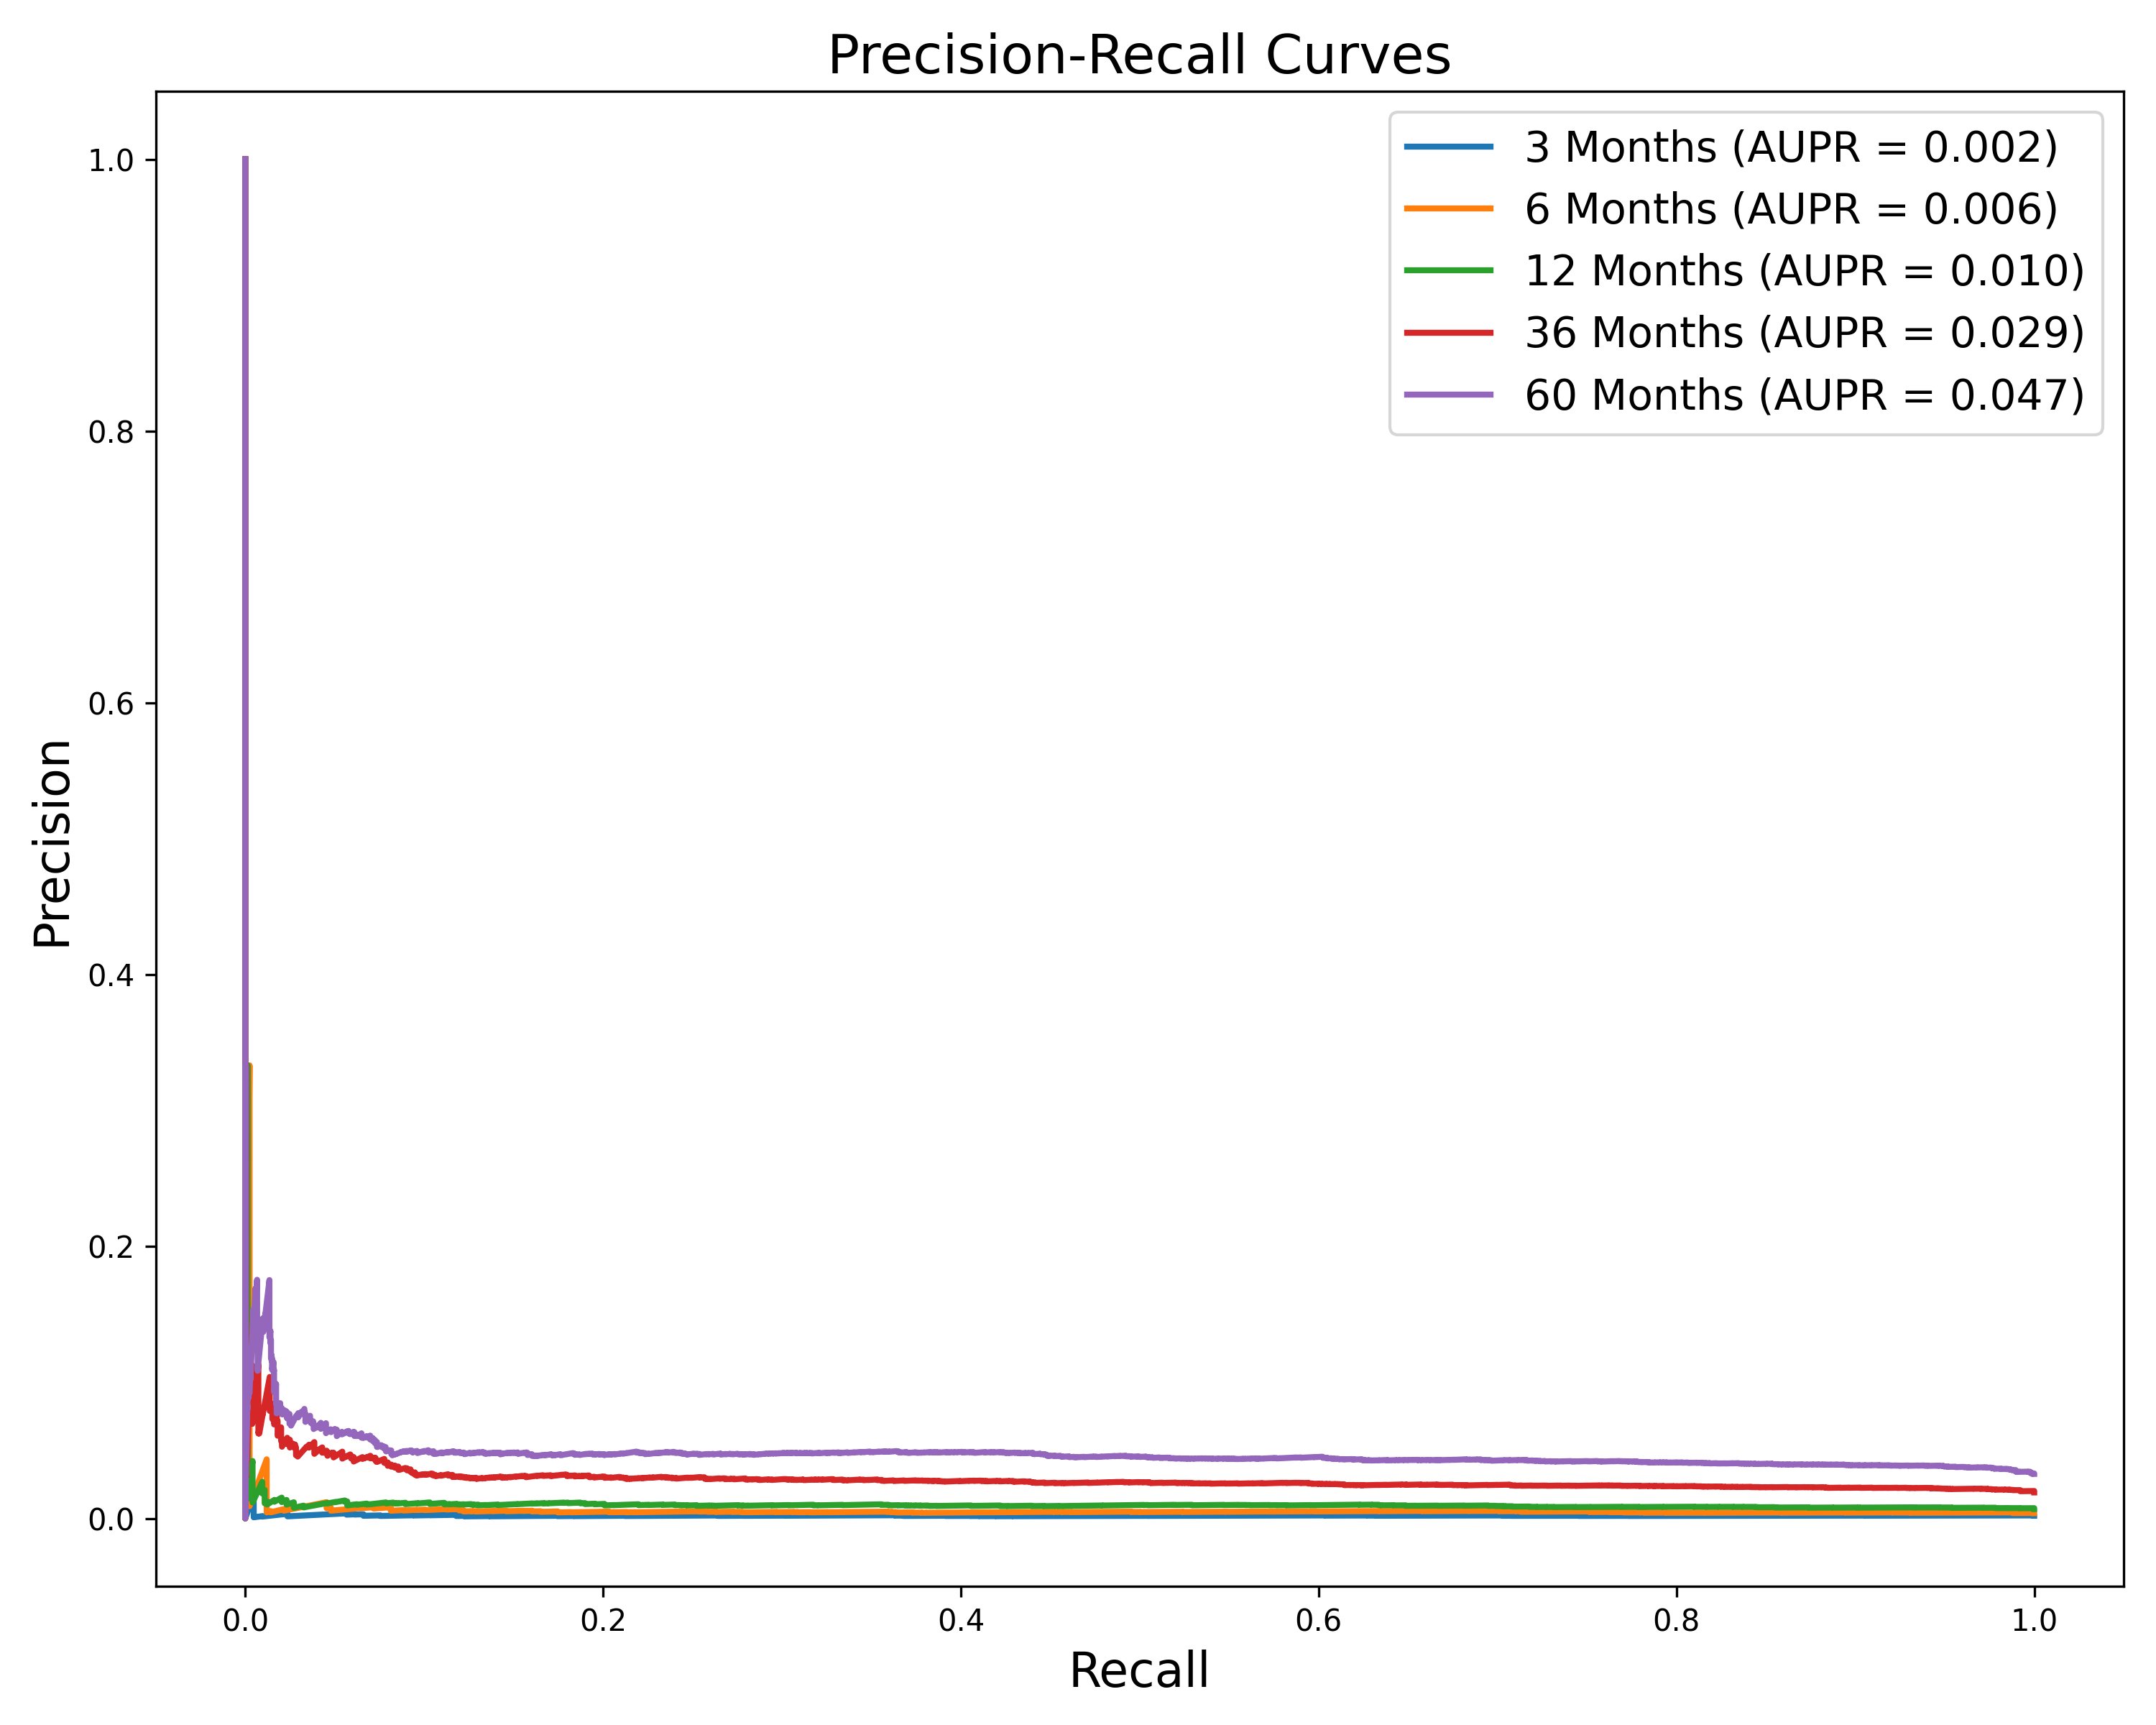 Precision-Recall Curves
3 Months (AUPR = 0.002)
6 Months (AUPR = 0.006)
12 Months (AUPR = 0.010)
36 Months (AUPR = 0.029)
60 Months (AUPR = 0.047)
Precision
1.0
0.8
0.6
0.4
0.2
0.0
0.0 0.2 0.4 0.6 0.8 1.0
Recall